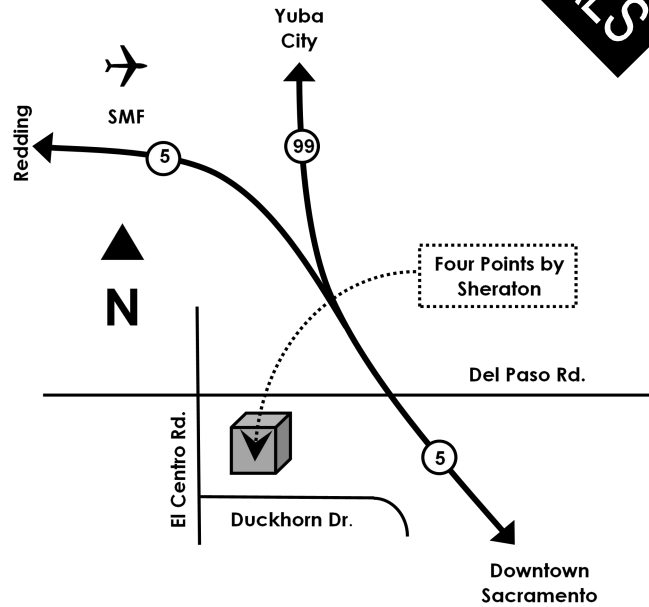 Yuba
City
SMF
Redding
5
99
N
Four Points by
Sheraton
Del Paso Rd.
El Centro Rd.
5
Duckhorn Dr.
Downtown
Sacramento